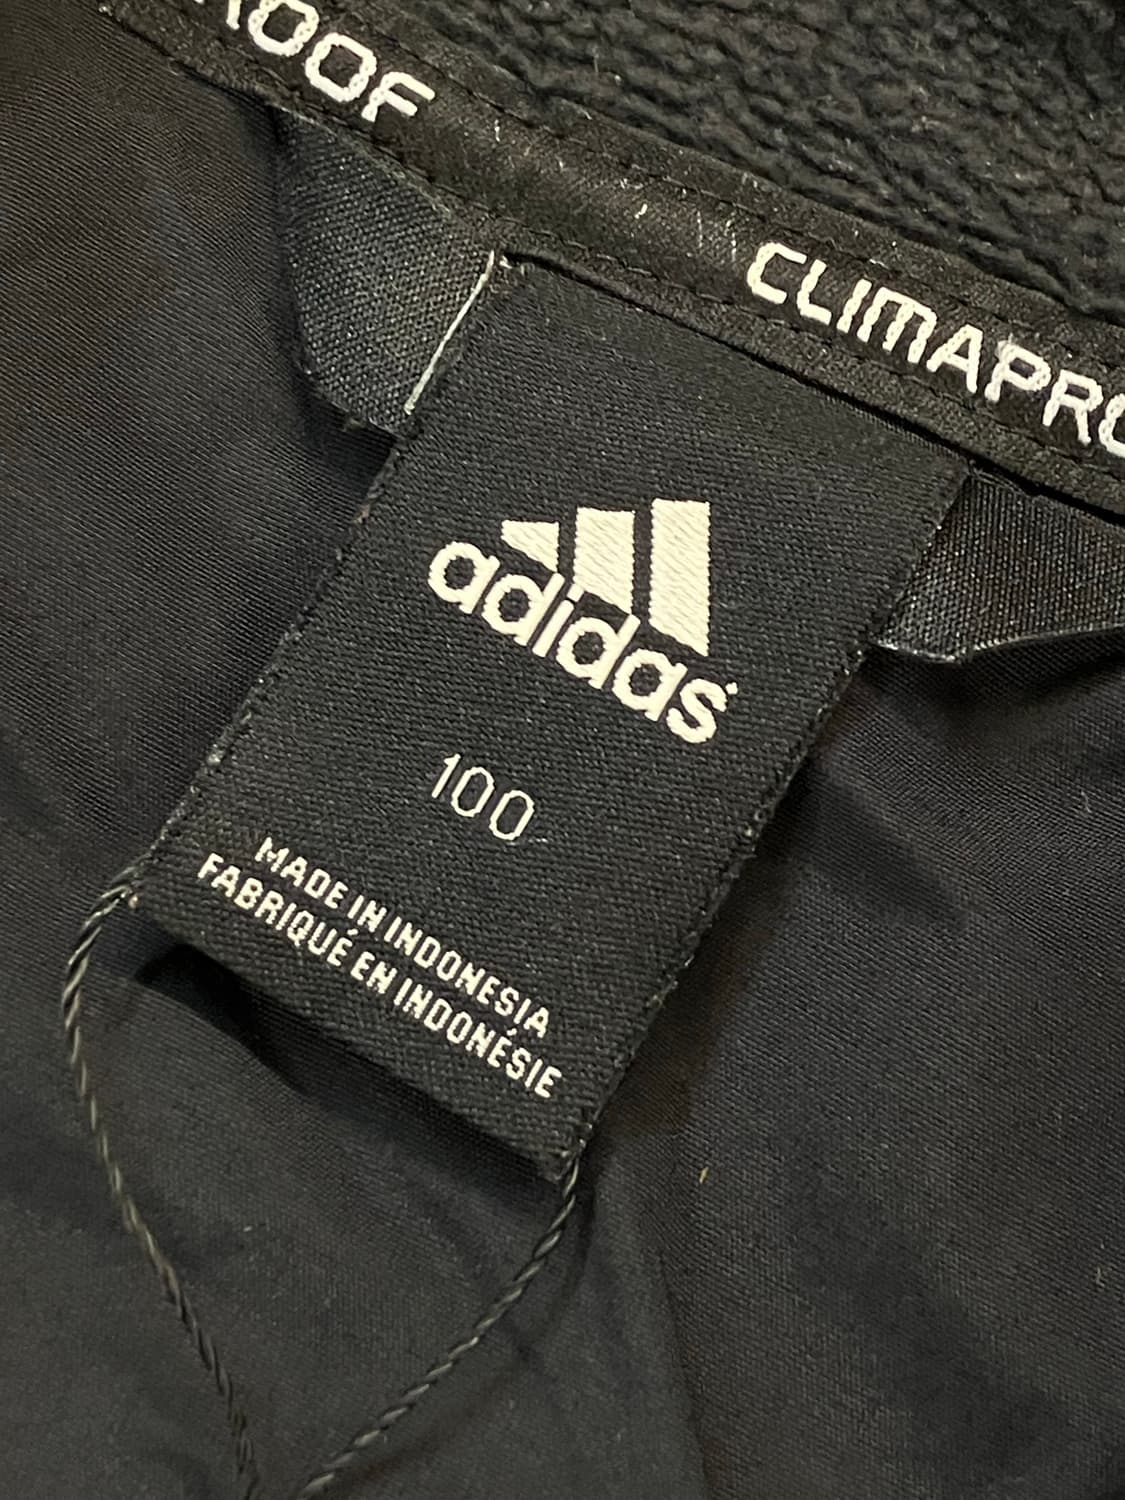 ROOF
CLIMAPRO
adidas
100
MADE IN INDONESIA
FABRIQUÉ EN INDONÉSIE